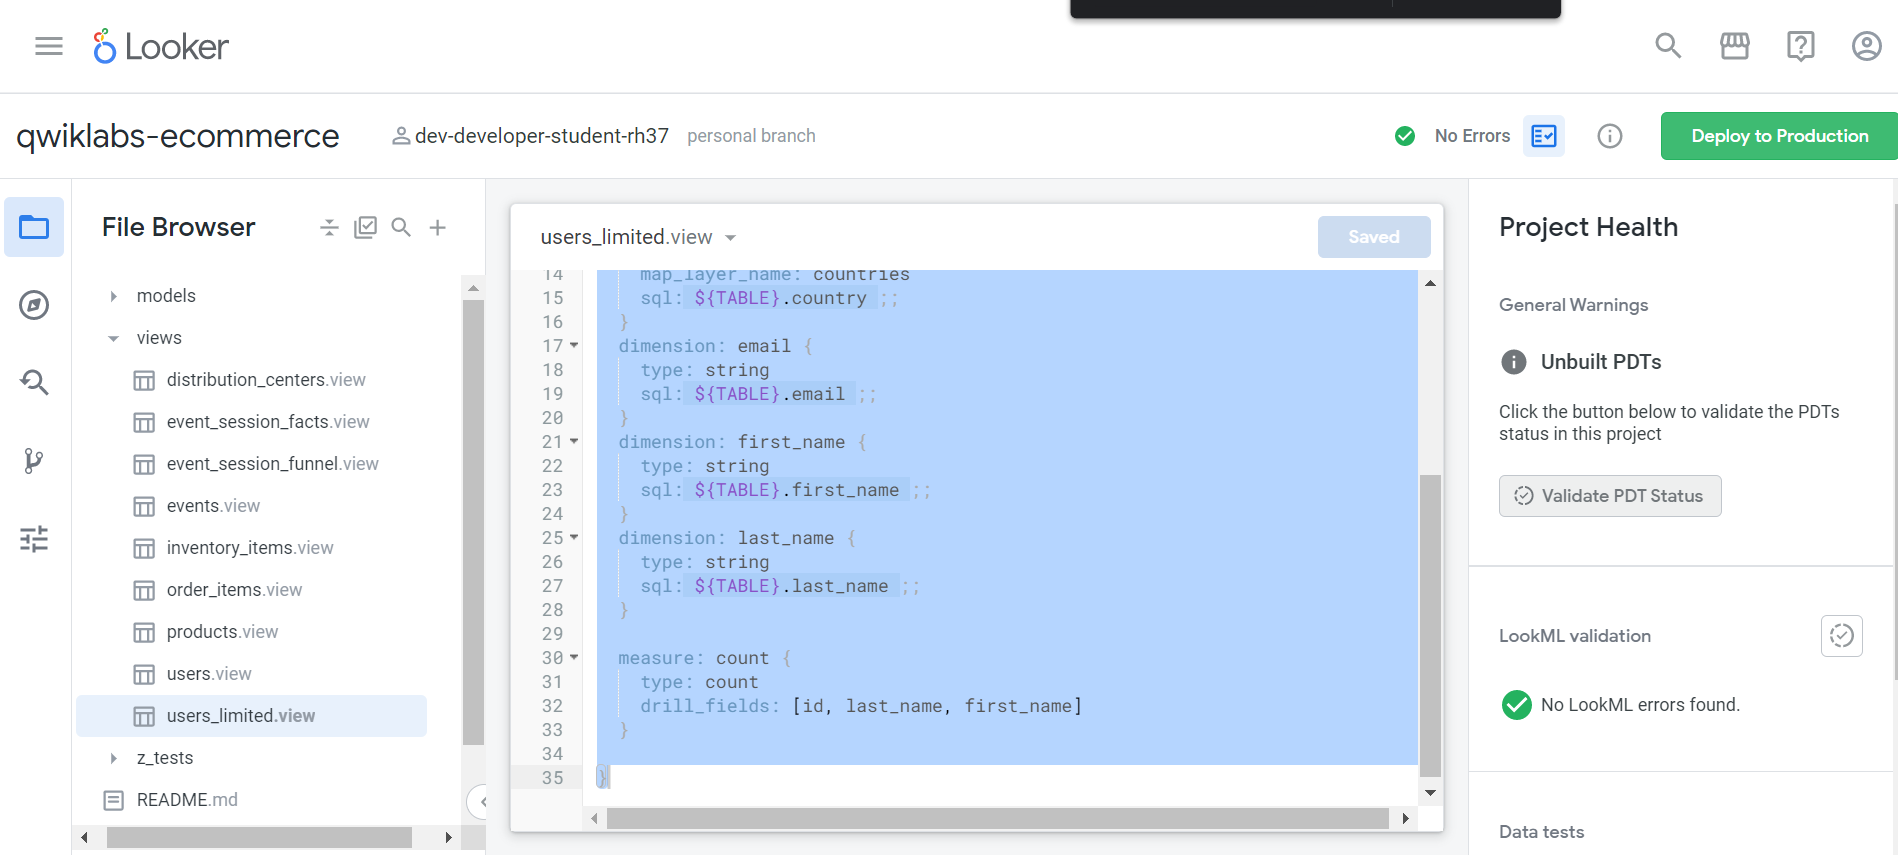 Looker
qwiklabs-ecommerce
dev-developer-student-rh37 personal branch
No Errors
Deploy to Production
File Browser
models
views
distribution_centers.view
event_session_facts.view
event_session_funnel.view
events.view
inventory_items.view
order_items.view
products.view
users.view
users_limited.view
z_tests
README.md
users_limited.view
Saved
14 map_layer_name: countries
15 sql: ${TABLE}.country ;;
16 }
17 dimension: email {
18 type: string
19 sql: ${TABLE}.email ;;
20 }
21 dimension: first_name {
22 type: string
23 sql: ${TABLE}.first_name ;;
24 }
25 dimension: last_name {
26 type: string
27 sql: ${TABLE}.last_name ;;
28 }
29
30 measure: count {
31 type: count
32 drill_fields: [id, last_name, first_name]
33 }
34
35 }
Project Health
General Warnings
Unbuilt PDTs
Click the button below to validate the PDTs
status in this project
Validate PDT Status
LookML validation
No LookML errors found.
Data tests